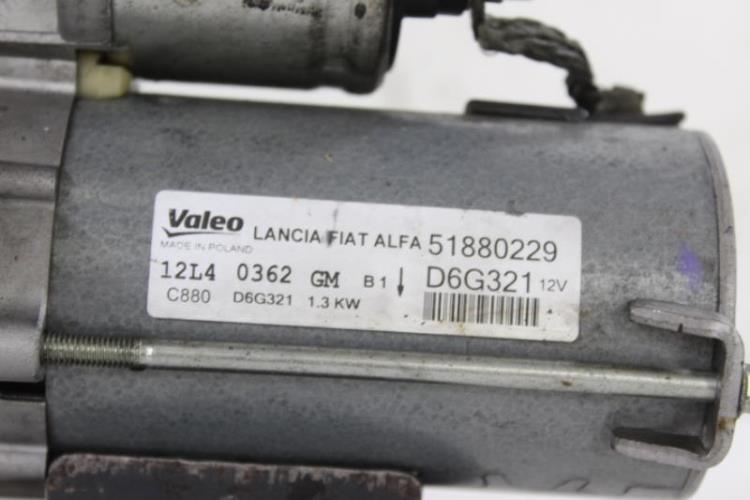 Valeo LANCIA FIAT ALFA 51880229
MADE IN POLAND
12L4 0362 GM B1 ↓ D6G321 12V
C880 D6G321 1.3 KW